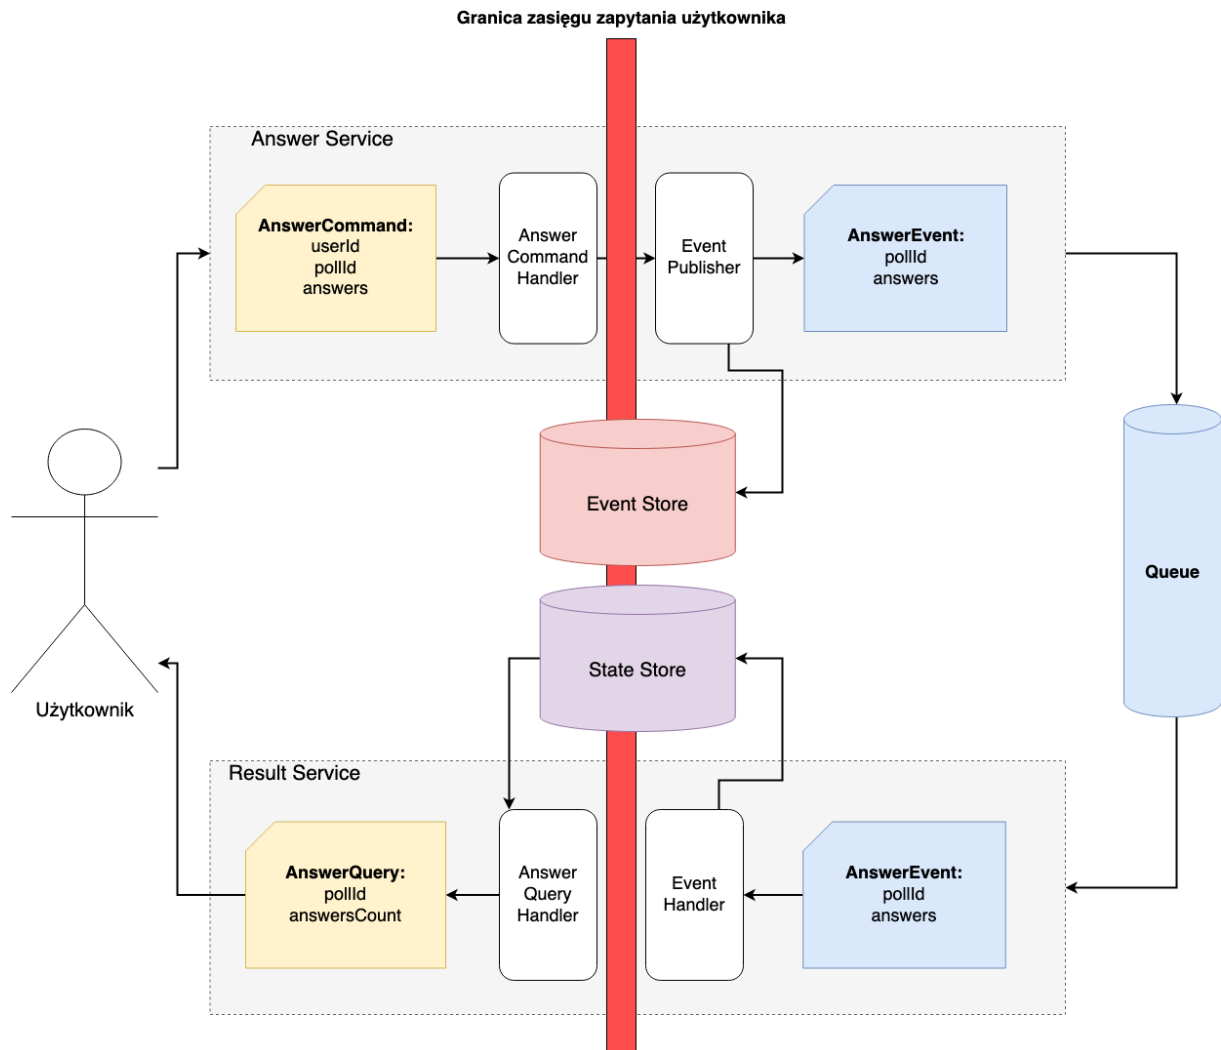 Granica zasięgu zapytania użytkownika
Answer Service
AnswerCommand:
userId
pollId
answers
Answer
Command
Handler
Event
Publisher
AnswerEvent:
pollId
answers
Event Store
Queue
State Store
Użytkownik
Result Service
AnswerQuery:
pollId
answersCount
Answer
Query
Handler
Event
Handler
AnswerEvent:
pollId
answers